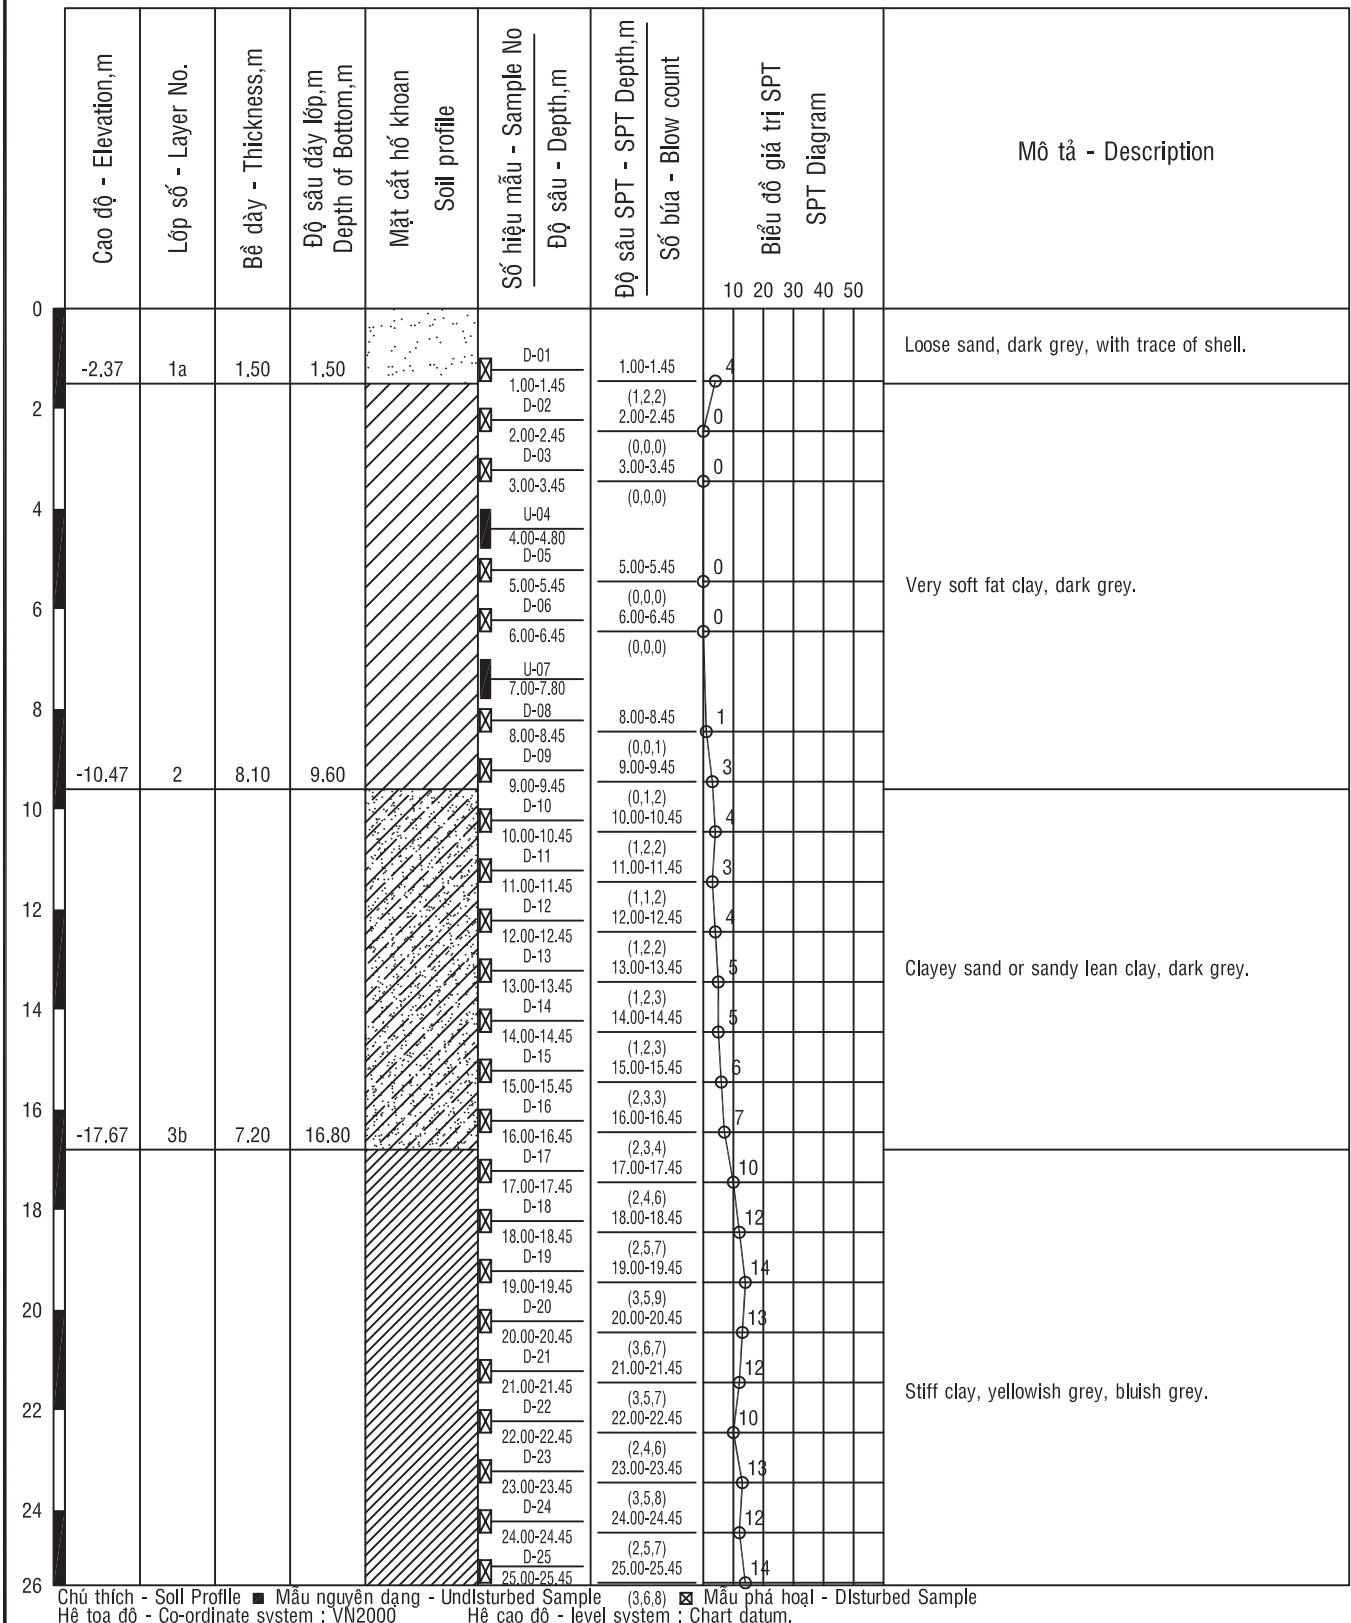 Cao độ - Elevation,m
Lớp số - Layer No.
Bề dày - Thickness,m
Độ sâu đáy lớp,m
Depth of Bottom,m
Mặt cắt hố khoan
Soil profile
Số hiệu mẫu - Sample No
Độ sâu - Depth,m
Độ sâu SPT - SPT Depth,m
Số búa - Blow count
Biểu đồ giá trị SPT
SPT Diagram
Mô tả - Description
10 20 30 40 50
0
Loose sand, dark grey, with trace of shell.
D-01
-2.37 1a 1.50 1.50 1.00-1.45 4
1.00-1.45 (1,2,2)
2 D-02 2.00-2.45 0
2.00-2.45 (0,0,0)
D-03 3.00-3.45 0
3.00-3.45 (0,0,0)
4 U-04
4.00-4.80
D-05 5.00-5.45 0
Very soft fat clay, dark grey.
5.00-5.45 (0,0,0)
6 D-06 6.00-6.45 0
6.00-6.45 (0,0,0)
U-07
7.00-7.80
8 D-08 8.00-8.45 1
8.00-8.45 (0,0,1)
D-09 9.00-9.45 3
-10.47 2 8.10 9.60
9.00-9.45 (0,1,2)
10 D-10 10.00-10.45 4
10.00-10.45 (1,2,2)
D-11 11.00-11.45 3
11.00-11.45 (1,1,2)
12 D-12 12.00-12.45 4
12.00-12.45 (1,2,2)
D-13 13.00-13.45 5
Clayey sand or sandy lean clay, dark grey.
13.00-13.45 (1,2,3)
14 D-14 14.00-14.45 5
14.00-14.45 (1,2,3)
D-15 15.00-15.45 6
15.00-15.45 (2,3,3)
16 D-16 16.00-16.45 7
-17.67 3b 7.20 16.80
16.00-16.45 (2,3,4)
D-17 17.00-17.45 10
17.00-17.45 (2,4,6)
18 D-18 18.00-18.45 12
18.00-18.45 (2,5,7)
D-19 19.00-19.45 14
19.00-19.45 (3,5,9)
20 D-20 20.00-20.45 13
20.00-20.45 (3,6,7)
D-21 21.00-21.45 12
Stiff clay, yellowish grey, bluish grey.
21.00-21.45 (3,5,7)
22 D-22 22.00-22.45 10
22.00-22.45 (2,4,6)
D-23 23.00-23.45 13
23.00-23.45 (3,5,8)
24 D-24 24.00-24.45 12
24.00-24.45 (2,5,7)
D-25 25.00-25.45 14
26 25.00-25.45 (3,6,8)
Chú thích - Soil Profile Mẫu nguyên dạng - Undisturbed Sample Mẫu phá hoại - Disturbed Sample
Hệ tọa độ - Co-ordinate system : VN2000 Hệ cao độ - level system : Chart datum.